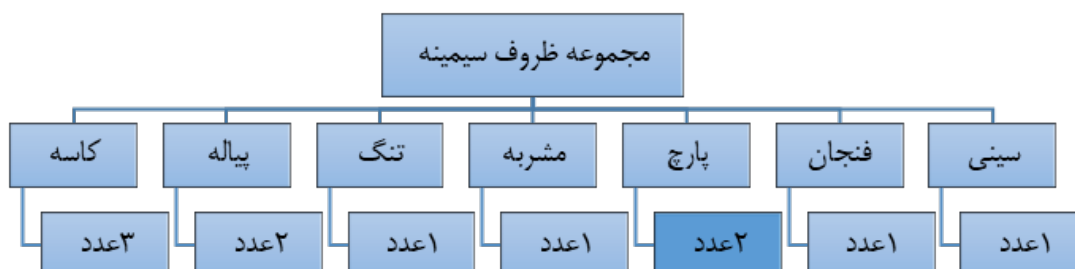 مجموعه ظروف سیمینه
سینی
فنجان
پارچ
مشربه
تنگ
پیاله
کاسه
۱عدد
۱عدد
۲عدد
۱عدد
۱عدد
۲عدد
۳عدد